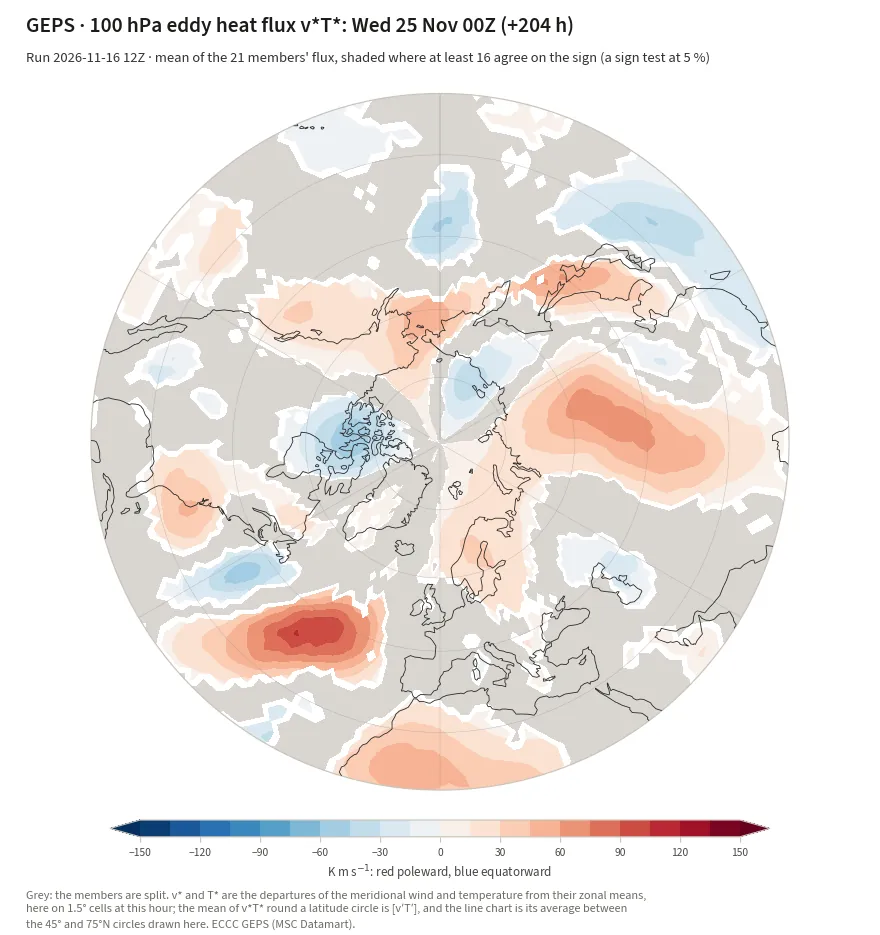 GEPS · 100 hPa eddy heat flux v*T*: Wed 25 Nov 00Z (+204 h)
Run 2026-11-16 12Z · mean of the 21 members' flux, shaded where at least 16 agree on the sign (a sign test at 5 %)
−150 −120 −90 −60 −30 0 30 60 90 120 150
K m s⁻¹: red poleward, blue equatorward
Grey: the members are split. v* and T* are the departures of the meridional wind and temperature from their zonal means,
here on 1.5° cells at this hour; the mean of v*T* round a latitude circle is [v′T′], and the line chart is its average between
the 45° and 75°N circles drawn here. ECCC GEPS (MSC Datamart).